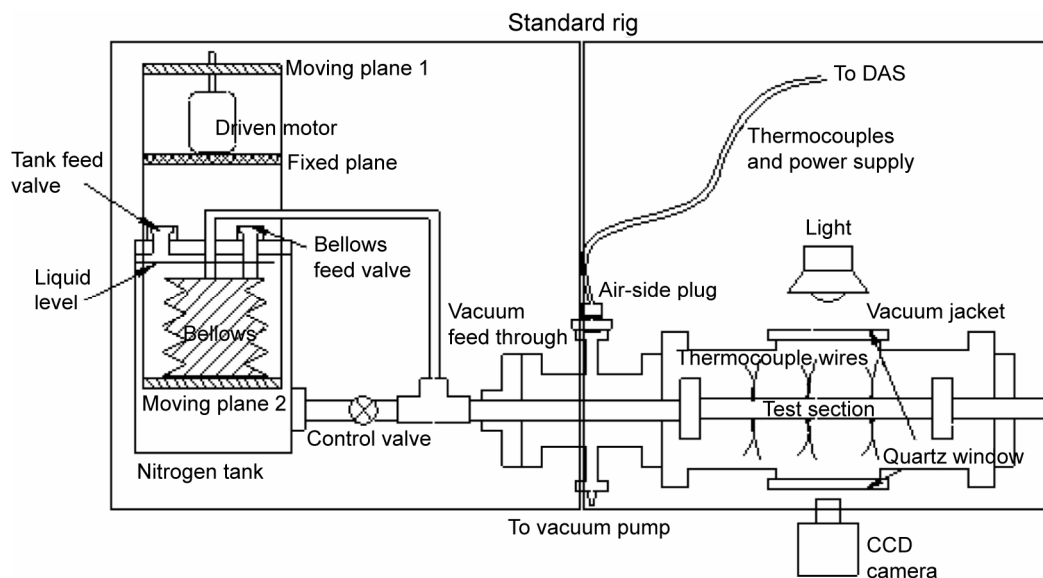 Standard rig
Moving plane 1
Driven motor
Fixed plane
Tank feed
valve
Bellows
feed valve
Liquid
level
Bellows
Moving plane 2
Nitrogen tank
Control valve
Vacuum
feed through
To DAS
Thermocouples
and power supply
Light
Air-side plug
Vacuum jacket
Thermocouple wires
Test section
Quartz window
To vacuum pump
CCD
camera